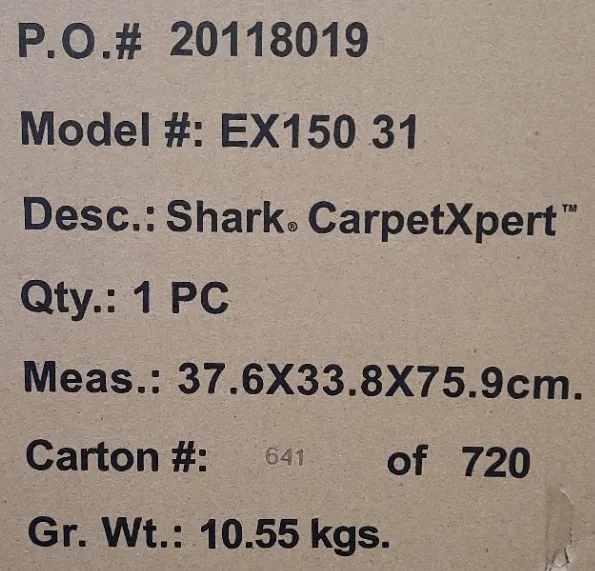 P.O.# 20118019
Model #: EX150 31
Desc.: Shark® CarpetXpert™
Qty.: 1 PC
Meas.: 37.6X33.8X75.9cm.
Carton #: 641 of 720
Gr. Wt.: 10.55 kgs.